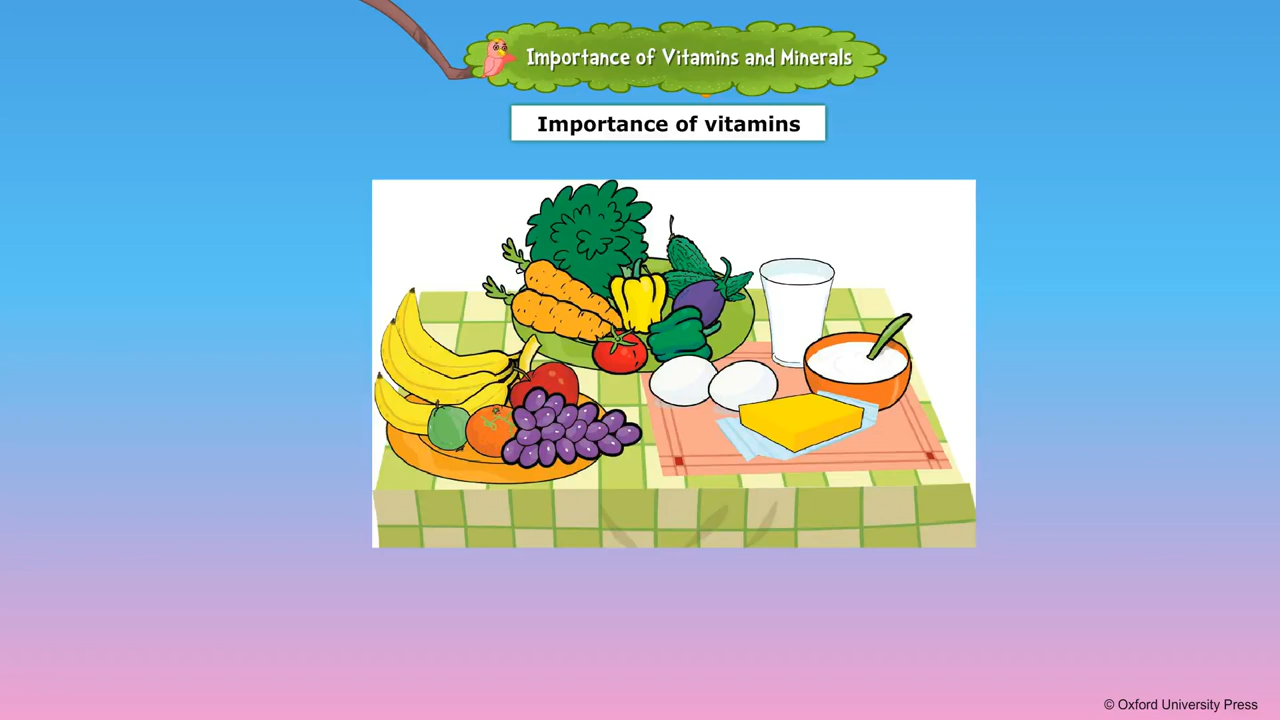 Importance of Vitamins and Minerals
Importance of vitamins
© Oxford University Press